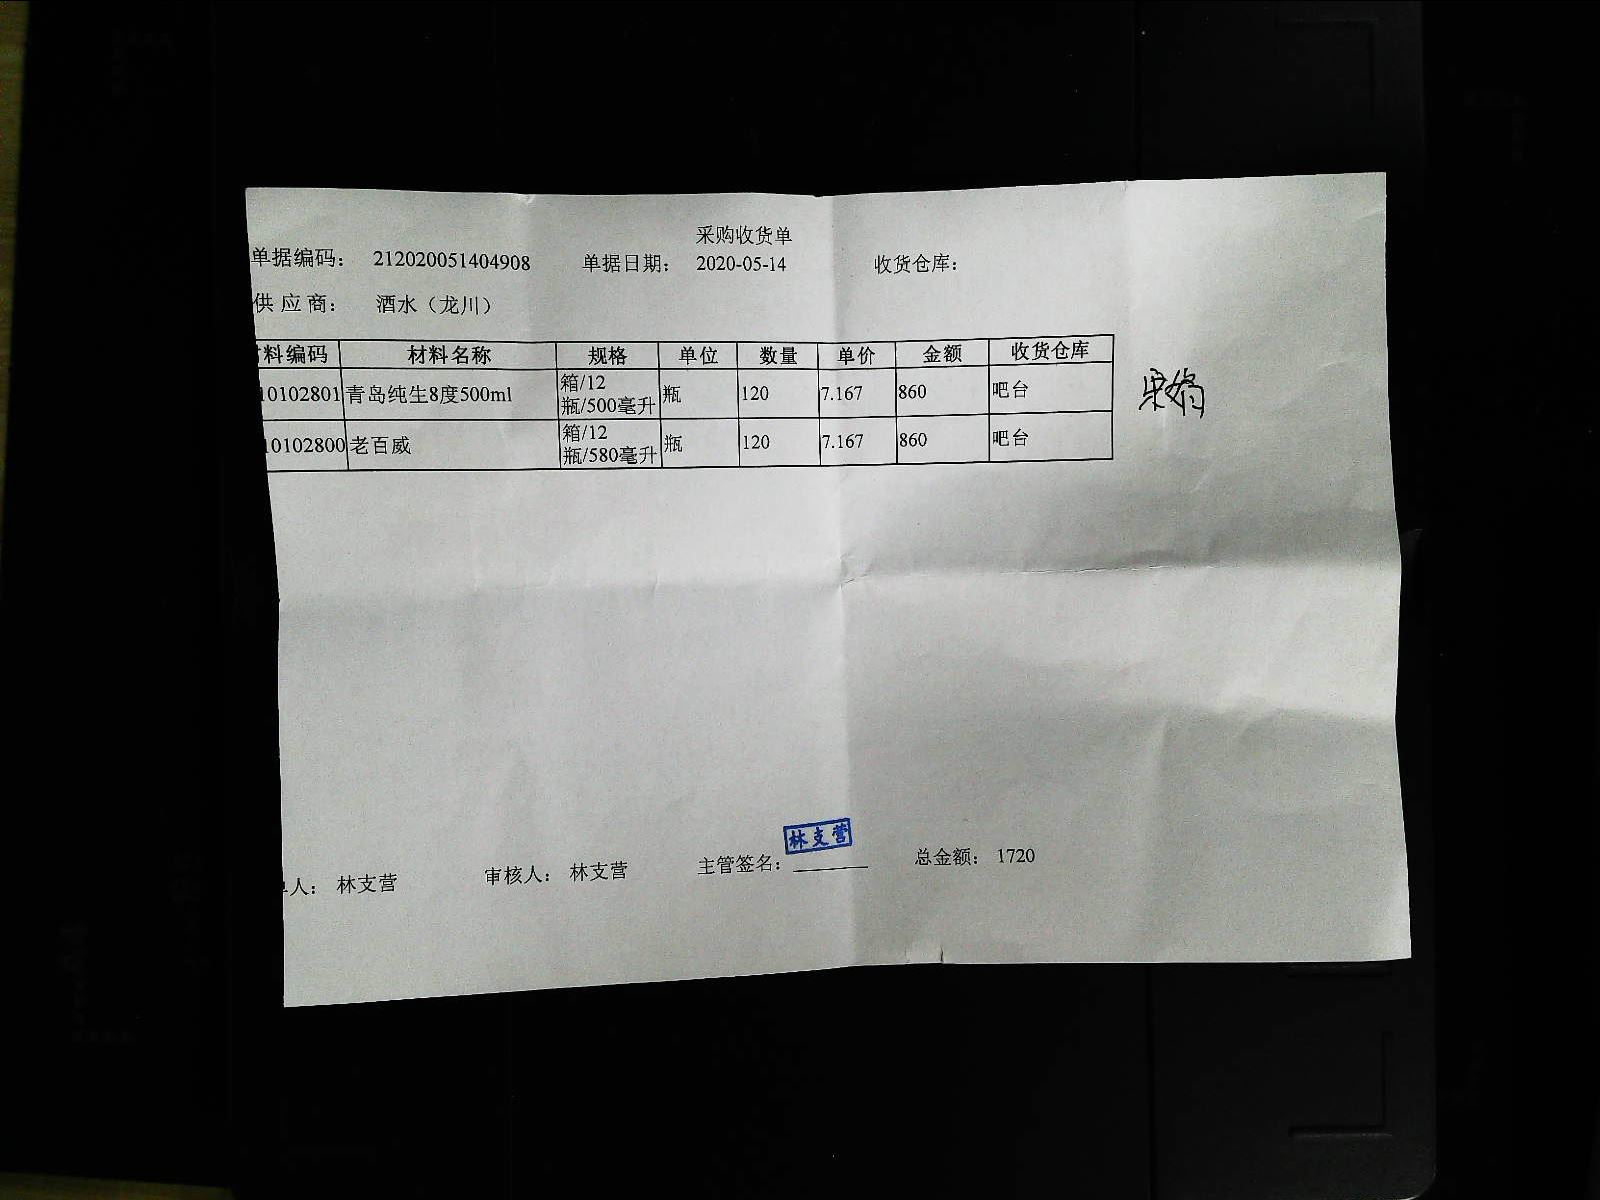 采购收货单
单据编码： 212020051404908 单据日期： 2020-05-14 收货仓库：
供 应 商： 酒水（龙川）
料编码 材料名称 规格 单位 数量 单价 金额 收货仓库
10102801 青岛纯生8度500ml 箱/12瓶/500毫升 瓶 120 7.167 860 吧台
10102800 老百威 箱/12瓶/580毫升 瓶 120 7.167 860 吧台
林支营
人： 林支营 审核人： 林支营 主管签名： 总金额： 1720